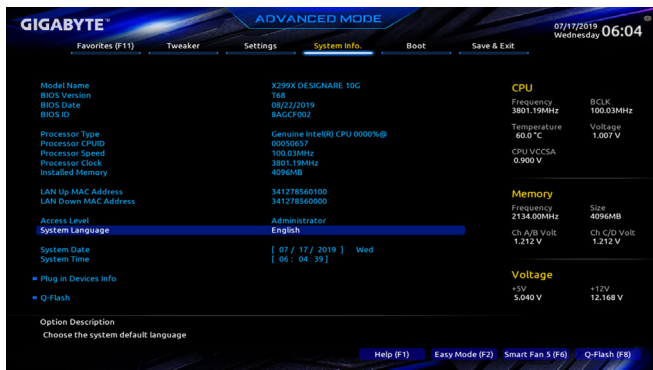 GIGABYTE™
ADVANCED MODE
07/17/2019
Wednesday 06:04
Favorites (F11) Tweaker Settings System Info. Boot Save & Exit
Model Name X299X DESIGNARE 10G
BIOS Version T68
BIOS Date 08/22/2019
BIOS ID 8AGCF002
Processor Type Genuine Intel(R) CPU 0000%@
Processor CPUID 00050657
Processor Speed 100.03MHz
Processor Clock 3801.19MHz
Installed Memory 4096MB
LAN Up MAC Address 341278560100
LAN Down MAC Address 341278560000
Access Level Administrator
System Language English
System Date [ 07 / 17 / 2019 ] Wed
System Time [ 06 : 04 : 39 ]
Plug in Devices Info
Q-Flash
Option Description
Choose the system default language
CPU
Frequency BCLK
3801.19MHz 100.03MHz
Temperature Voltage
60.0 °C 1.007 V
CPU VCCSA
0.900 V
Memory
Frequency Size
2134.00MHz 4096MB
Ch A/B Volt Ch C/D Volt
1.212 V 1.212 V
Voltage
+5V +12V
5.040 V 12.168 V
Help (F1) Easy Mode (F2) Smart Fan 5 (F6) Q-Flash (F8)